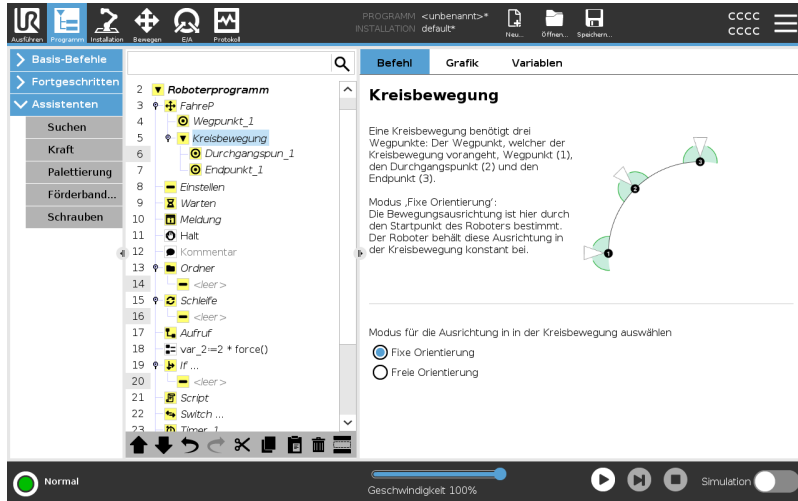 PROGRAMM <unbenannt>*
INSTALLATION default*
Ausführen Programm Installation Bewegen E/A Protokoll
Neu... Öffnen... Speichern...
cccc
cccc
Basis-Befehle
Fortgeschritten
Assistenten
Suchen
Kraft
Palettierung
Förderband...
Schrauben
2 Roboterprogramm
3 FahreP
4 Wegpunkt_1
5 Kreisbewegung
6 Durchgangspun_1
7 Endpunkt_1
8 Einstellen
9 Warten
10 Meldung
11 Halt
12 Kommentar
13 Ordner
14 <leer>
15 Schleife
16 <leer>
17 Aufruf
18 var_2:=2 * force()
19 If ...
20 <leer>
21 Script
22 Switch ...
23 Timer_1
Befehl Grafik Variablen
Kreisbewegung
Eine Kreisbewegung benötigt drei
Wegpunkte: Der Wegpunkt, welcher der
Kreisbewegung vorangeht, Wegpunkt (1),
den Durchgangspunkt (2) und den
Endpunkt (3).
Modus ‚Fixe Orientierung‘:
Die Bewegungsausrichtung ist hier durch
den Startpunkt des Roboters bestimmt.
Der Roboter behält diese Ausrichtung in
der Kreisbewegung konstant bei.
3
2
1
Modus für die Ausrichtung in in der Kreisbewegung auswählen
Fixe Orientierung
Freie Orientierung
Normal
Geschwindigkeit 100%
Simulation